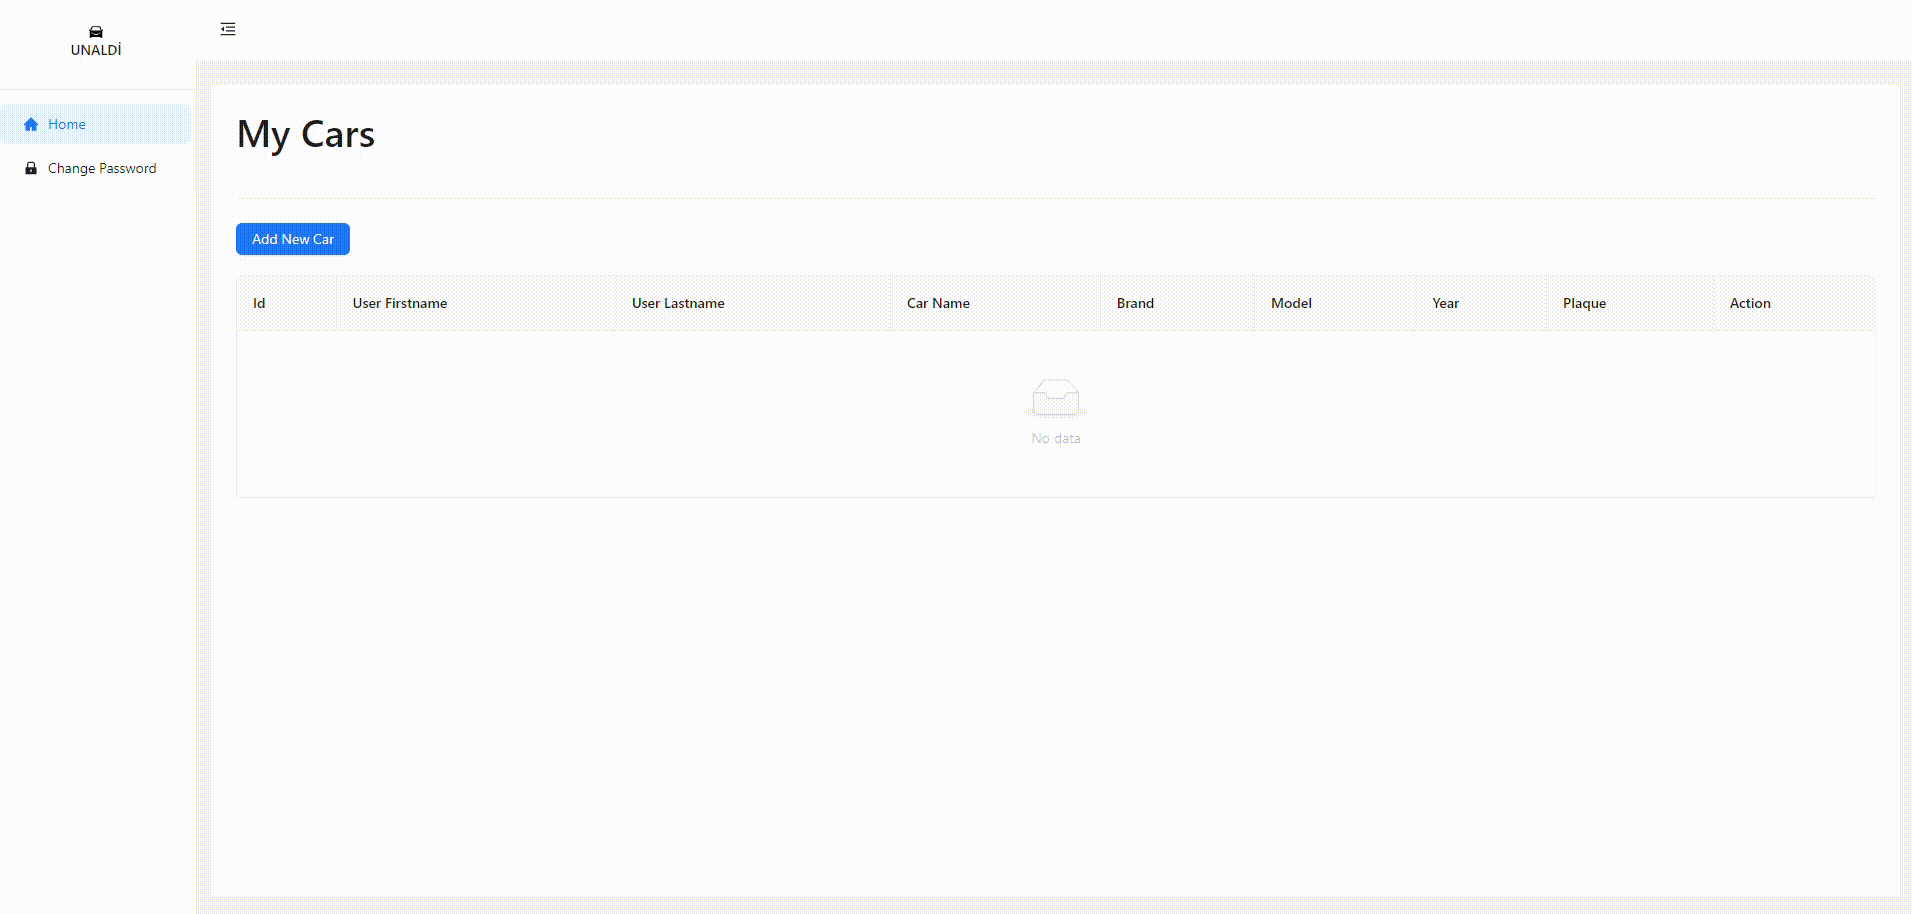 UNALDİ
Home
Change Password
My Cars
Add New Car
Id User Firstname User Lastname Car Name Brand Model Year Plaque Action
No data